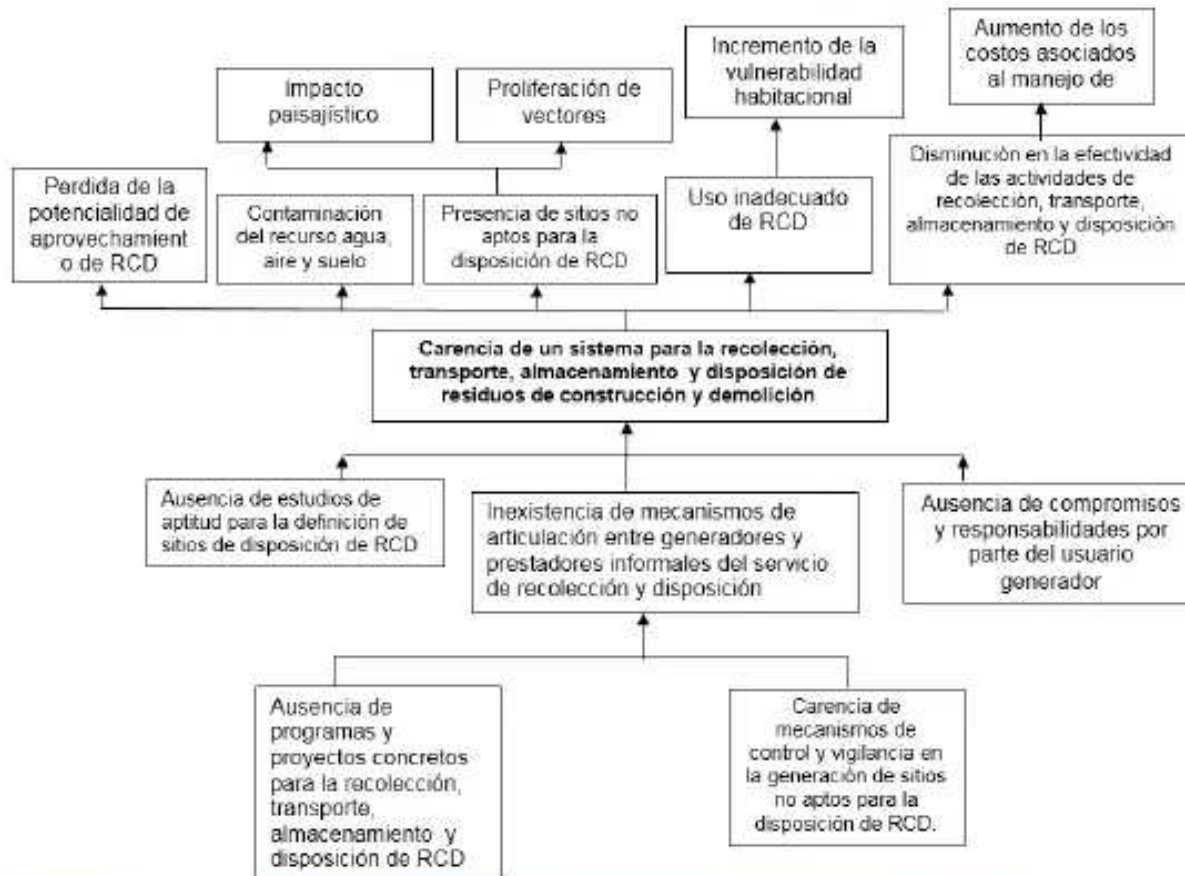 Impacto
paisajístico
Proliferación de
vectores
Incremento de la
vulnerabilidad
habitacional
Aumento de los
costos asociados
al manejo de
Perdida de la
potencialidad de
aprovechamient
o de RCD
Contaminación
del recurso agua,
aire y suelo
Presencia de sitios no
aptos para la
disposición de RCD
Uso inadecuado
de RCD
Disminución en la efectividad
de las actividades de
recolección, transporte,
almacenamiento y disposición
de RCD
Carencia de un sistema para la recolección,
transporte, almacenamiento y disposición de
residuos de construcción y demolición
Ausencia de estudios de
aptitud para la definición de
sitios de disposición de RCD
Inexistencia de mecanismos de
articulación entre generadores y
prestadores informales del servicio
de recolección y disposición
Ausencia de compromisos
y responsabilidades por
parte del usuario
generador
Ausencia de
programas y
proyectos concretos
para la recolección,
transporte,
almacenamiento y
disposición de RCD
Carencia de
mecanismos de
control y vigilancia en
la generación de sitios
no aptos para la
disposición de RCD.